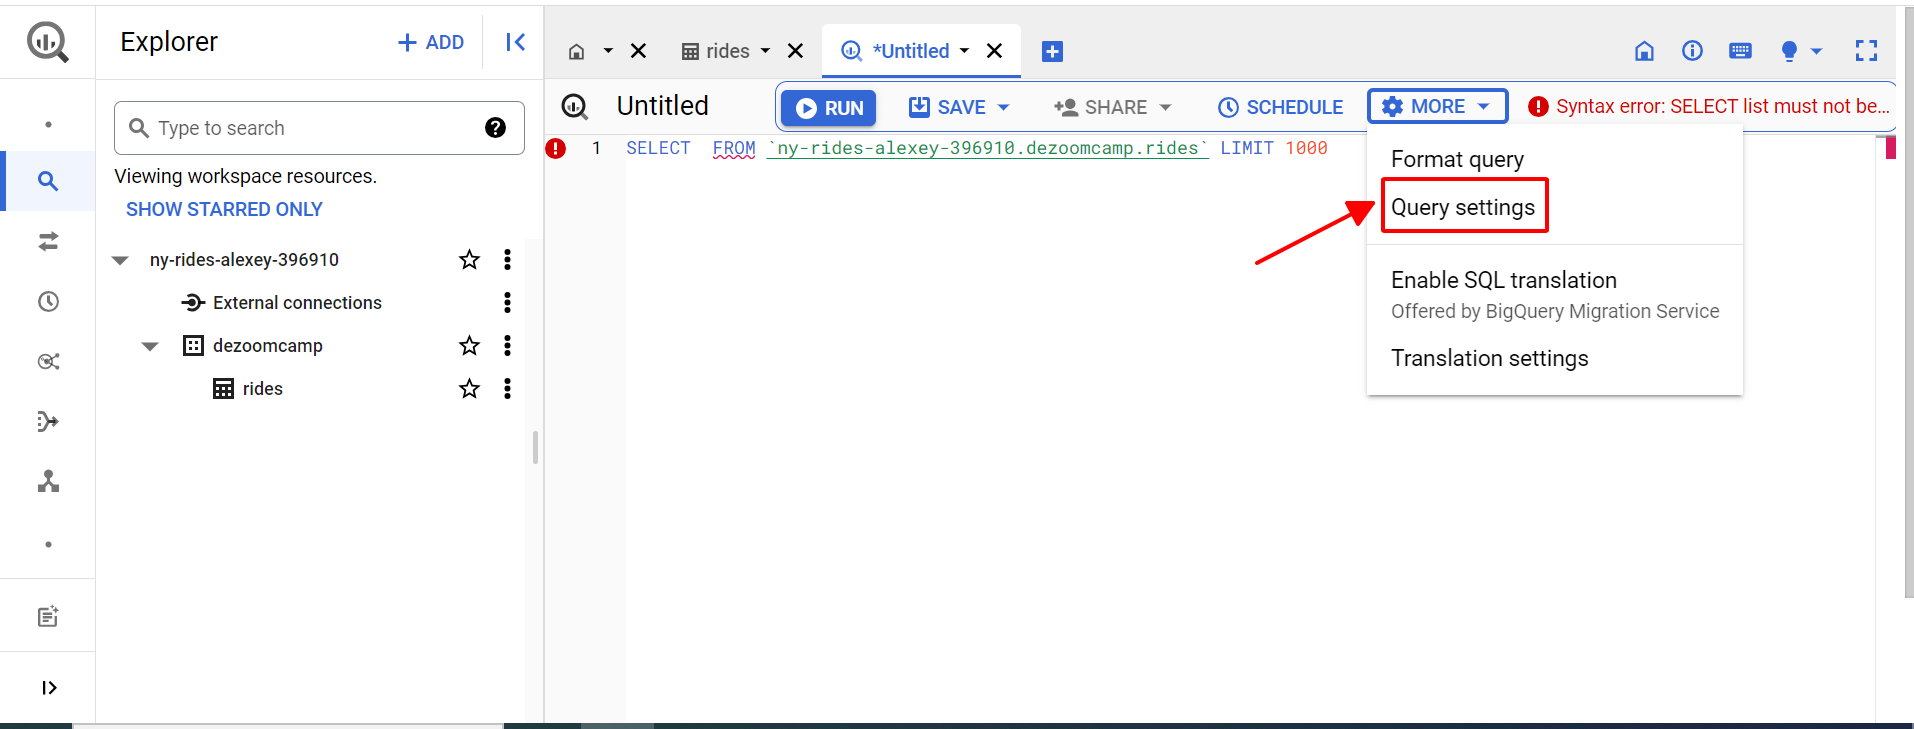 Explorer
ADD
Type to search
Viewing workspace resources.
SHOW STARRED ONLY
ny-rides-alexey-396910
External connections
dezoomcamp
rides
rides
*Untitled
Untitled
RUN
SAVE
SHARE
SCHEDULE
MORE
Syntax error: SELECT list must not be...
1 SELECT  FROM `ny-rides-alexey-396910.dezoomcamp.rides` LIMIT 1000
Format query
Query settings
Enable SQL translation
Offered by BigQuery Migration Service
Translation settings